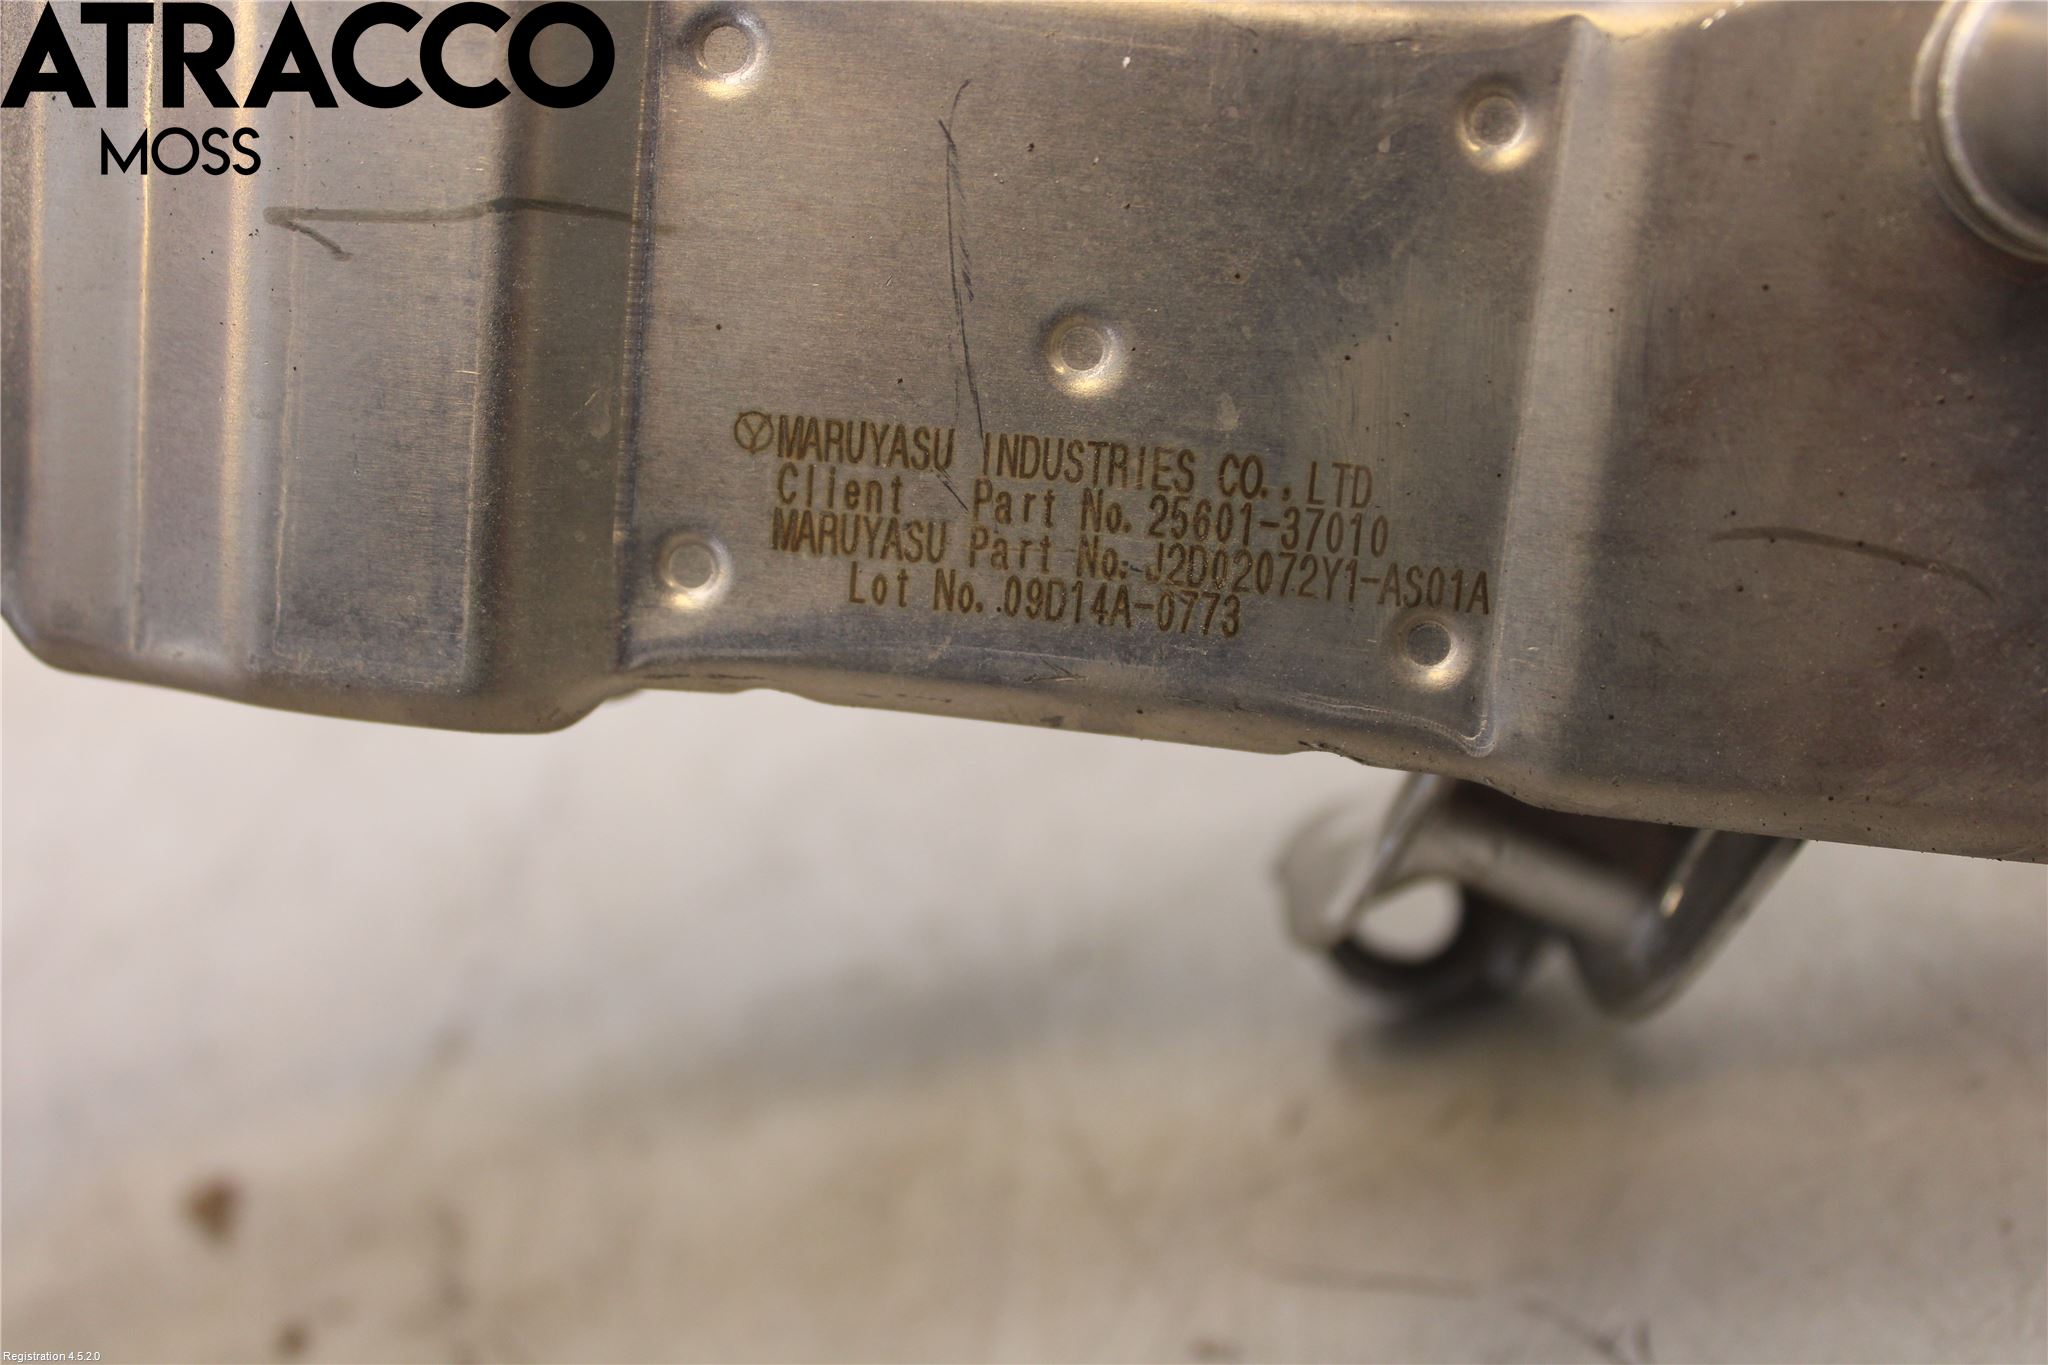 ATRACCO
MOSS
MARUYASU INDUSTRIES CO., LTD.
Client Part No. 25601-37010
MARUYASU Part No. J2D02072Y1-AS01A
Lot No. 09D14A-0773
Registration 4.5.2.0